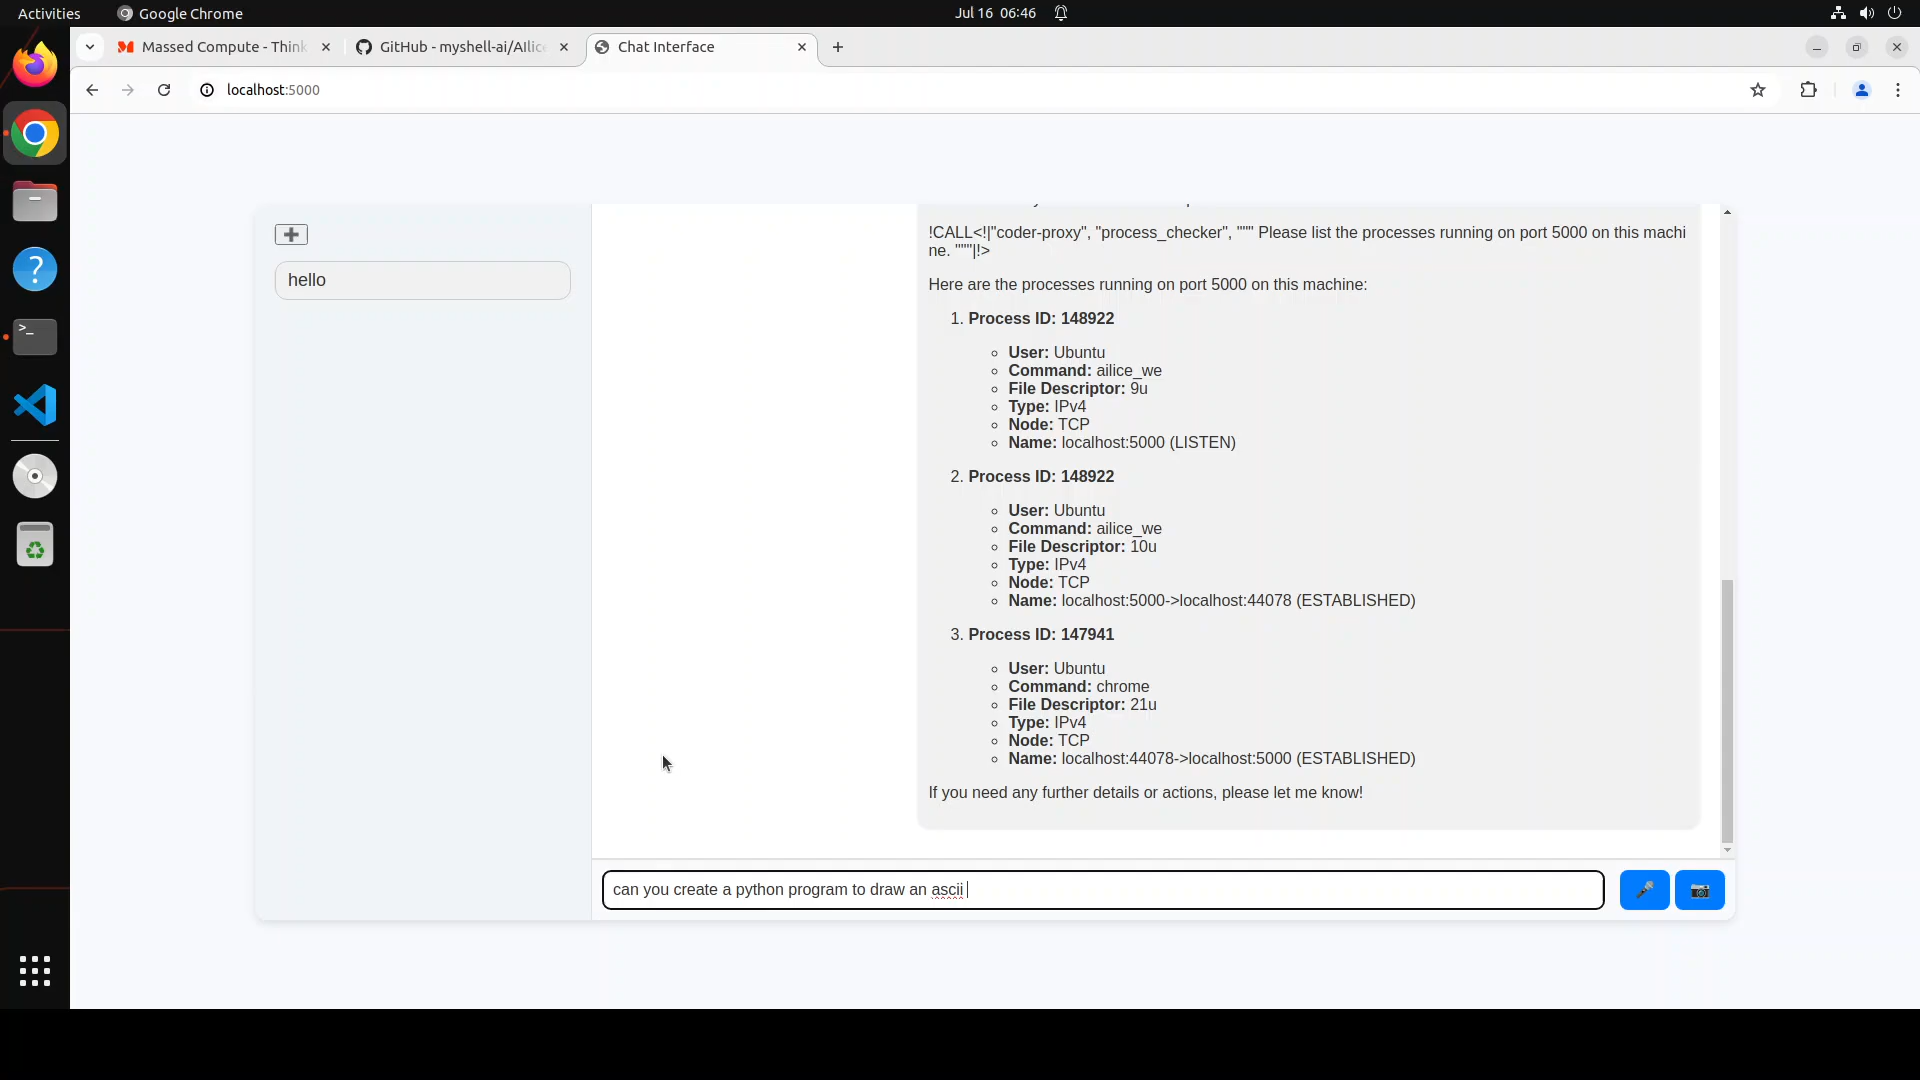 Activities
Google Chrome
Jul 16 06:46
Massed Compute - Think
GitHub - myshell-ai/AIlice
Chat Interface
localhost:5000
hello
!CALL<!|"coder-proxy", "process_checker", """ Please list the processes running on port 5000 on this machi
ne. """|!>
Here are the processes running on port 5000 on this machine:
1. Process ID: 148922
User: Ubuntu
Command: ailice_we
File Descriptor: 9u
Type: IPv4
Node: TCP
Name: localhost:5000 (LISTEN)
2. Process ID: 148922
User: Ubuntu
Command: ailice_we
File Descriptor: 10u
Type: IPv4
Node: TCP
Name: localhost:5000->localhost:44078 (ESTABLISHED)
3. Process ID: 147941
User: Ubuntu
Command: chrome
File Descriptor: 21u
Type: IPv4
Node: TCP
Name: localhost:44078->localhost:5000 (ESTABLISHED)
If you need any further details or actions, please let me know!
can you create a python program to draw an ascii